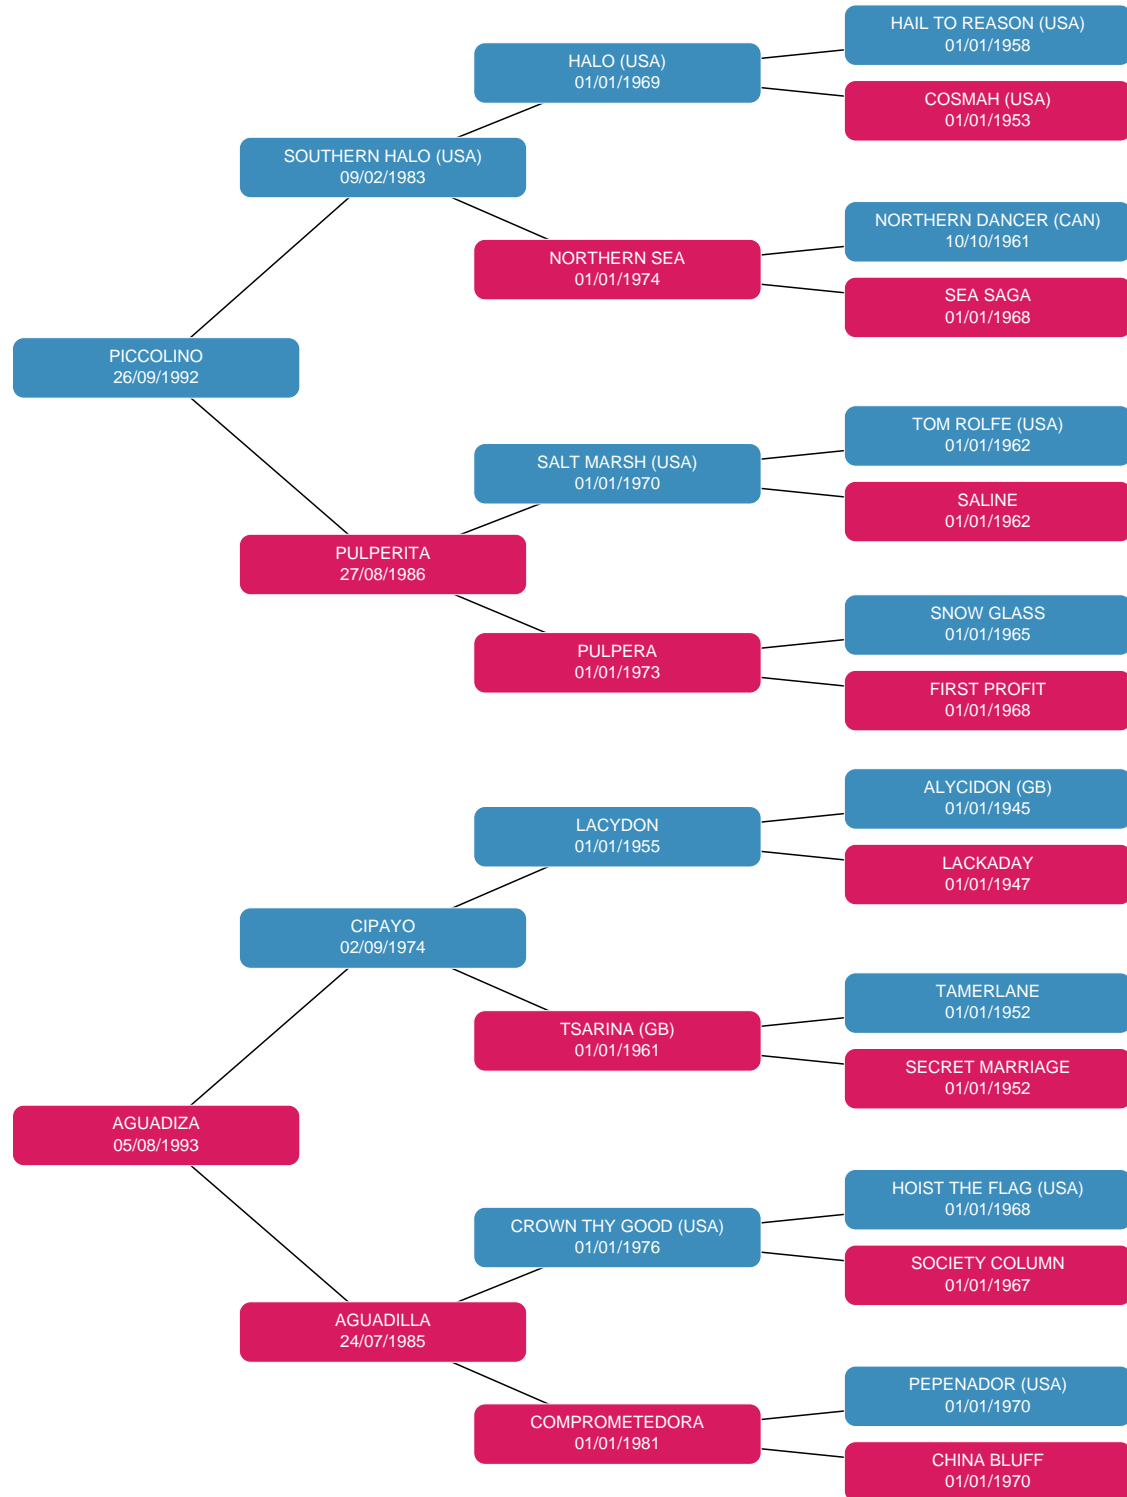 HAIL TO REASON (USA)
01/01/1958
HALO (USA)
01/01/1969
COSMAH (USA)
01/01/1953
SOUTHERN HALO (USA)
09/02/1983
NORTHERN DANCER (CAN)
10/10/1961
NORTHERN SEA
01/01/1974
SEA SAGA
01/01/1968
PICCOLINO
26/09/1992
TOM ROLFE (USA)
01/01/1962
SALT MARSH (USA)
01/01/1970
SALINE
01/01/1962
PULPERITA
27/08/1986
SNOW GLASS
01/01/1965
PULPERA
01/01/1973
FIRST PROFIT
01/01/1968
ALYCIDON (GB)
01/01/1945
LACYDON
01/01/1955
LACKADAY
01/01/1947
CIPAYO
02/09/1974
TAMERLANE
01/01/1952
TSARINA (GB)
01/01/1961
SECRET MARRIAGE
01/01/1952
AGUADIZA
05/08/1993
HOIST THE FLAG (USA)
01/01/1968
CROWN THY GOOD (USA)
01/01/1976
SOCIETY COLUMN
01/01/1967
AGUADILLA
24/07/1985
PEPENADOR (USA)
01/01/1970
COMPROMETEDORA
01/01/1981
CHINA BLUFF
01/01/1970